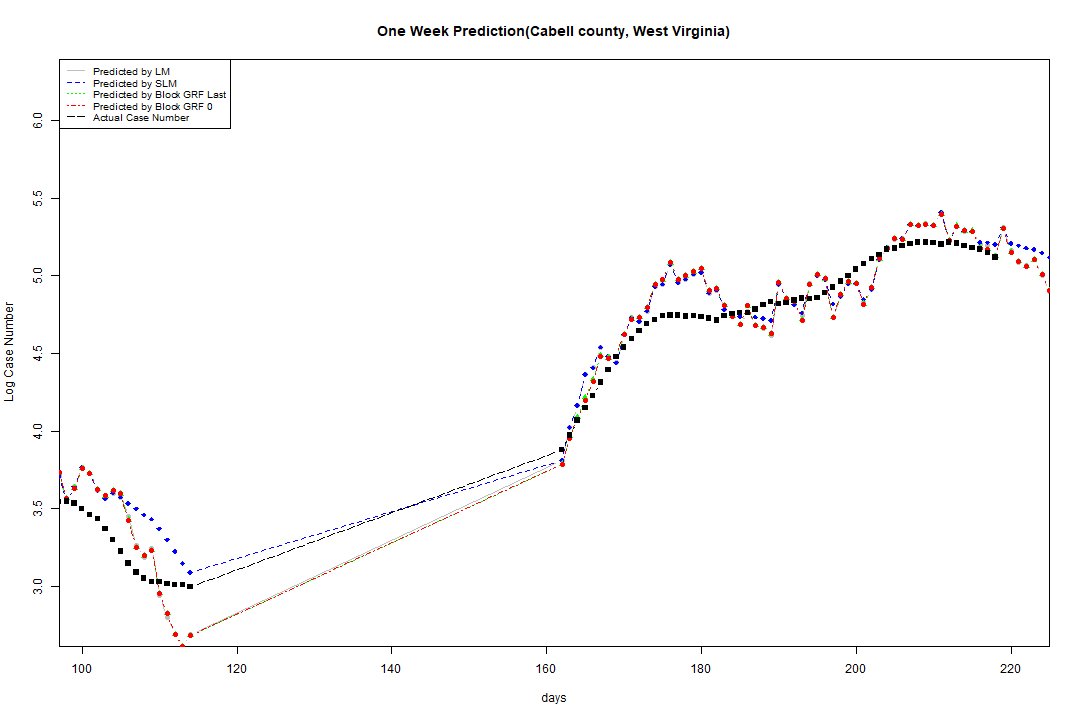 One Week Prediction(Cabell county, West Virginia)
Predicted by LM
Predicted by SLM
Predicted by Block GRF Last
Predicted by Block GRF 0
Actual Case Number
Log Case Number
6.0
5.5
5.0
4.5
4.0
3.5
3.0
100 120 140 160 180 200 220
days